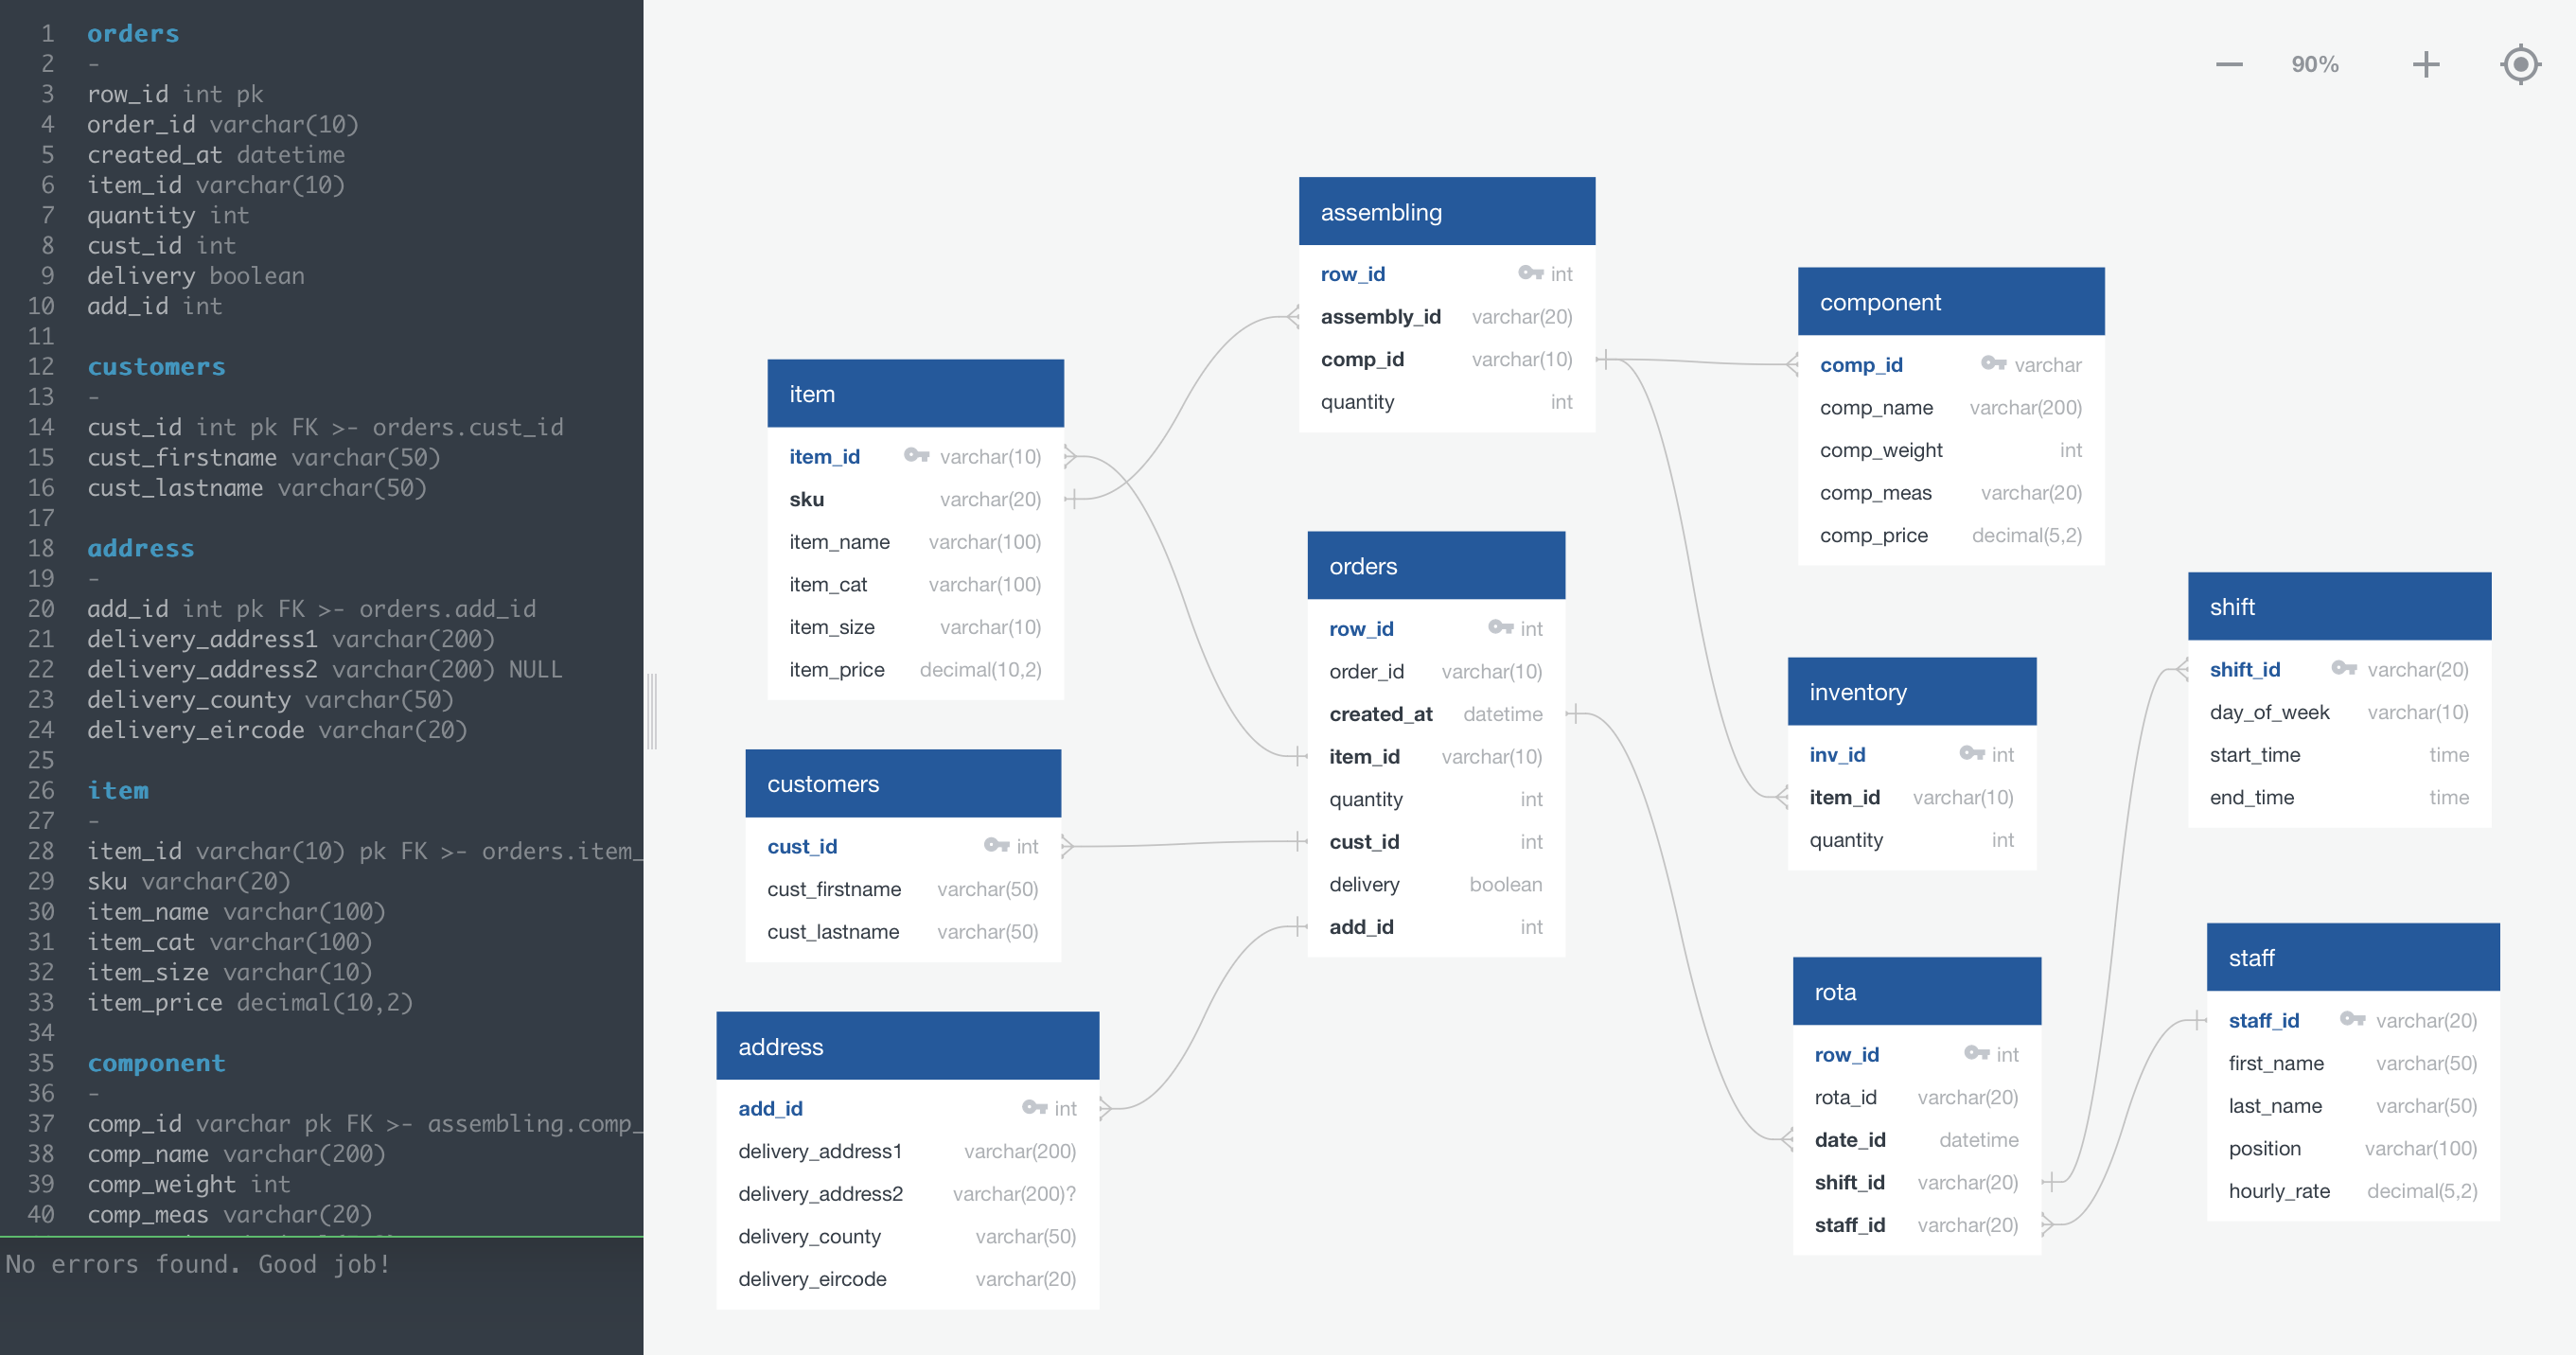 1 orders
2 -
3 row_id int pk
4 order_id varchar(10)
5 created_at datetime
6 item_id varchar(10)
7 quantity int
8 cust_id int
9 delivery boolean
10 add_id int
11
12 customers
13 -
14 cust_id int pk FK >- orders.cust_id
15 cust_firstname varchar(50)
16 cust_lastname varchar(50)
17
18 address
19 -
20 add_id int pk FK >- orders.add_id
21 delivery_address1 varchar(200)
22 delivery_address2 varchar(200) NULL
23 delivery_county varchar(50)
24 delivery_eircode varchar(20)
25
26 item
27 -
28 item_id varchar(10) pk FK >- orders.item_
29 sku varchar(20)
30 item_name varchar(100)
31 item_cat varchar(100)
32 item_size varchar(10)
33 item_price decimal(10,2)
34
35 component
36 -
37 comp_id varchar pk FK >- assembling.comp_
38 comp_name varchar(200)
39 comp_weight int
40 comp_meas varchar(20)
No errors found. Good job!
90%
item
item_id varchar(10)
sku varchar(20)
item_name varchar(100)
item_cat varchar(100)
item_size varchar(10)
item_price decimal(10,2)
customers
cust_id int
cust_firstname varchar(50)
cust_lastname varchar(50)
address
add_id int
delivery_address1 varchar(200)
delivery_address2 varchar(200)?
delivery_county varchar(50)
delivery_eircode varchar(20)
assembling
row_id int
assembly_id varchar(20)
comp_id varchar(10)
quantity int
orders
row_id int
order_id varchar(10)
created_at datetime
item_id varchar(10)
quantity int
cust_id int
delivery boolean
add_id int
component
comp_id varchar
comp_name varchar(200)
comp_weight int
comp_meas varchar(20)
comp_price decimal(5,2)
inventory
inv_id int
item_id varchar(10)
quantity int
rota
row_id int
rota_id varchar(20)
date_id datetime
shift_id varchar(20)
staff_id varchar(20)
shift
shift_id varchar(20)
day_of_week varchar(10)
start_time time
end_time time
staff
staff_id varchar(20)
first_name varchar(50)
last_name varchar(50)
position varchar(100)
hourly_rate decimal(5,2)